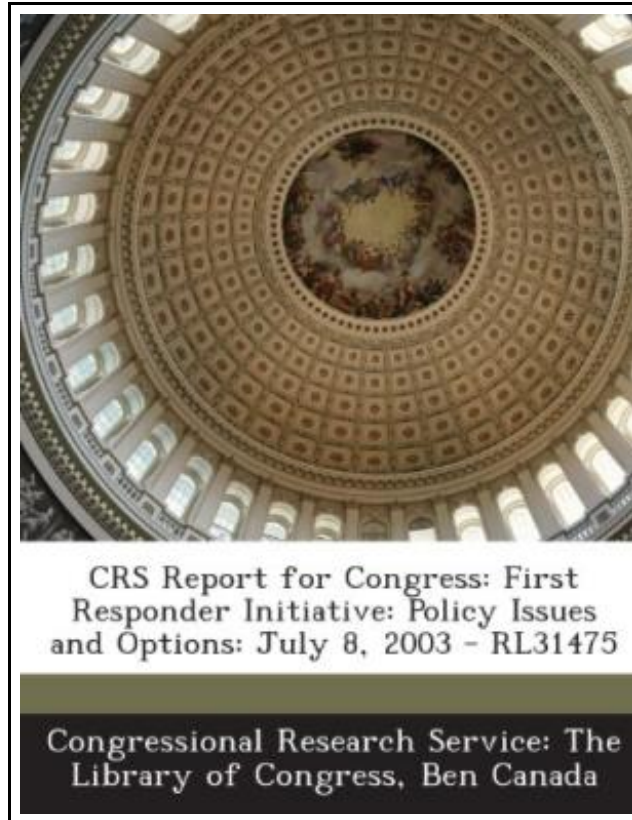 CRS Report for Congress: First
Responder Initiative: Policy Issues
and Options: July 8, 2003 - RL31475
Congressional Research Service: The
Library of Congress, Ben Canada